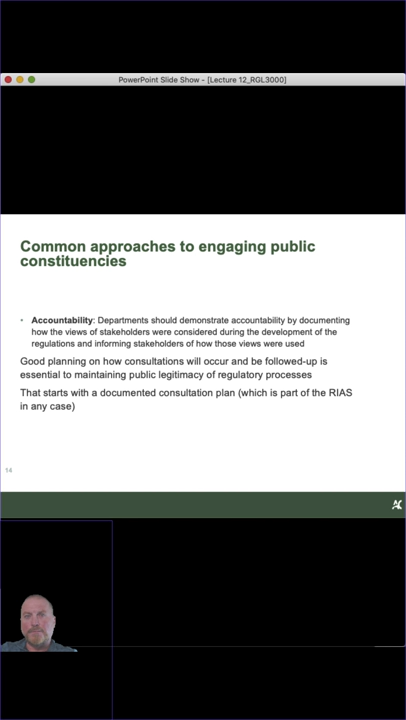 PowerPoint Slide Show - [Lecture 12_RGL3000]
Common approaches to engaging public
constituencies
• Accountability: Departments should demonstrate accountability by documenting
how the views of stakeholders were considered during the development of the
regulations and informing stakeholders of how those views were used
Good planning on how consultations will occur and be followed-up is
essential to maintaining public legitimacy of regulatory processes
That starts with a documented consultation plan (which is part of the RIAS
in any case)
14
AC